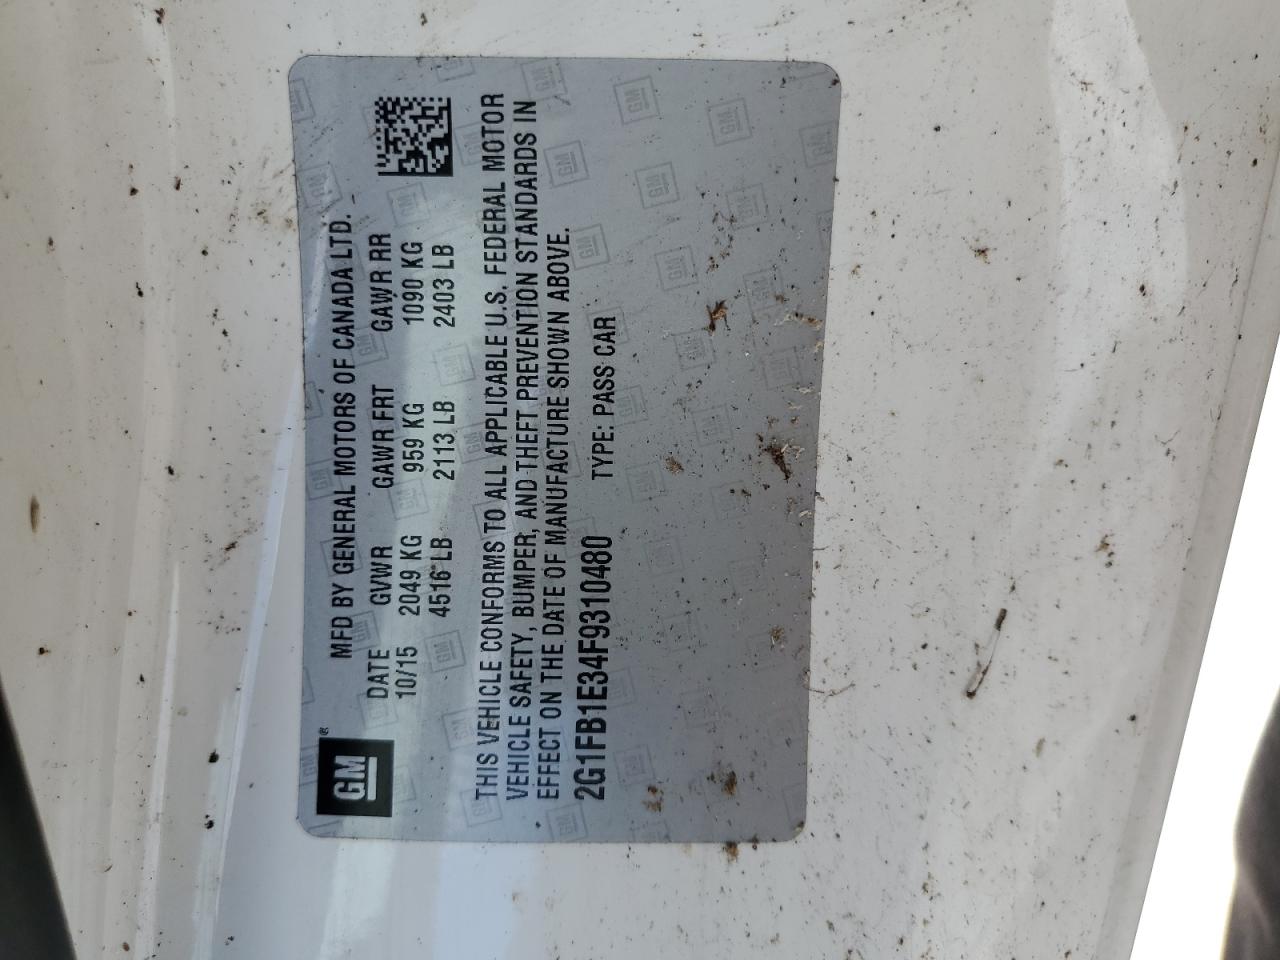 GM®
MFD BY GENERAL MOTORS OF CANADA LTD.
DATE GVWR GAWR FRT GAWR RR
10/15 2049 KG 959 KG 1090 KG
4516 LB 2113 LB 2403 LB
THIS VEHICLE CONFORMS TO ALL APPLICABLE U.S. FEDERAL MOTOR
VEHICLE SAFETY, BUMPER, AND THEFT PREVENTION STANDARDS IN
EFFECT ON THE DATE OF MANUFACTURE SHOWN ABOVE.
2G1FB1E34F9310480 TYPE: PASS CAR